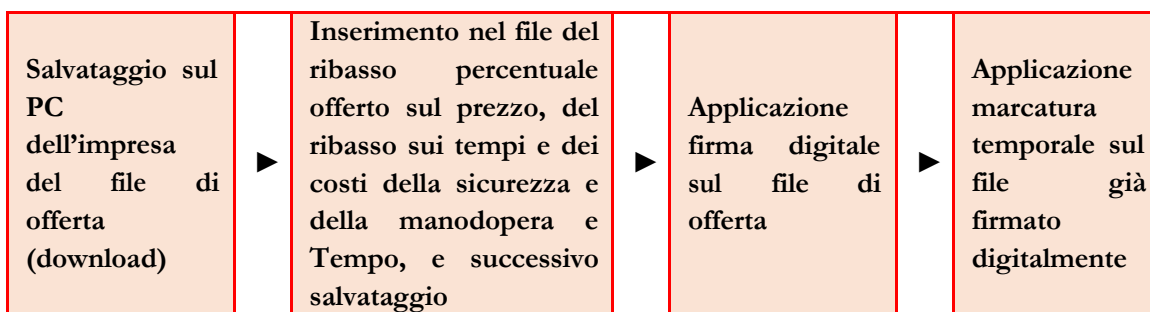 Salvataggio sul
PC
dell’impresa
del file di
offerta
(download)
►
Inserimento nel file del
ribasso percentuale
offerto sul prezzo, del
ribasso sui tempi e dei
costi della sicurezza e
della manodopera e
Tempo, e successivo
salvataggio
►
Applicazione
firma digitale
sul file di
offerta
►
Applicazione
marcatura
temporale sul
file già
firmato
digitalmente